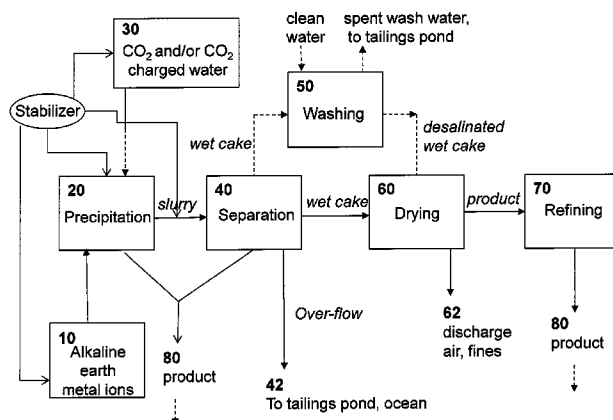 30
CO₂ and/or CO₂
charged water
clean
water
spent wash water,
to tailings pond
50
Washing
Stabilizer
wet cake
desalinated
wet cake
20
Precipitation
slurry
40
Separation
wet cake
60
Drying
product
70
Refining
10
Alkaline
earth
metal ions
80
product
Over-flow
42
To tailings pond, ocean
62
discharge
air, fines
80
product